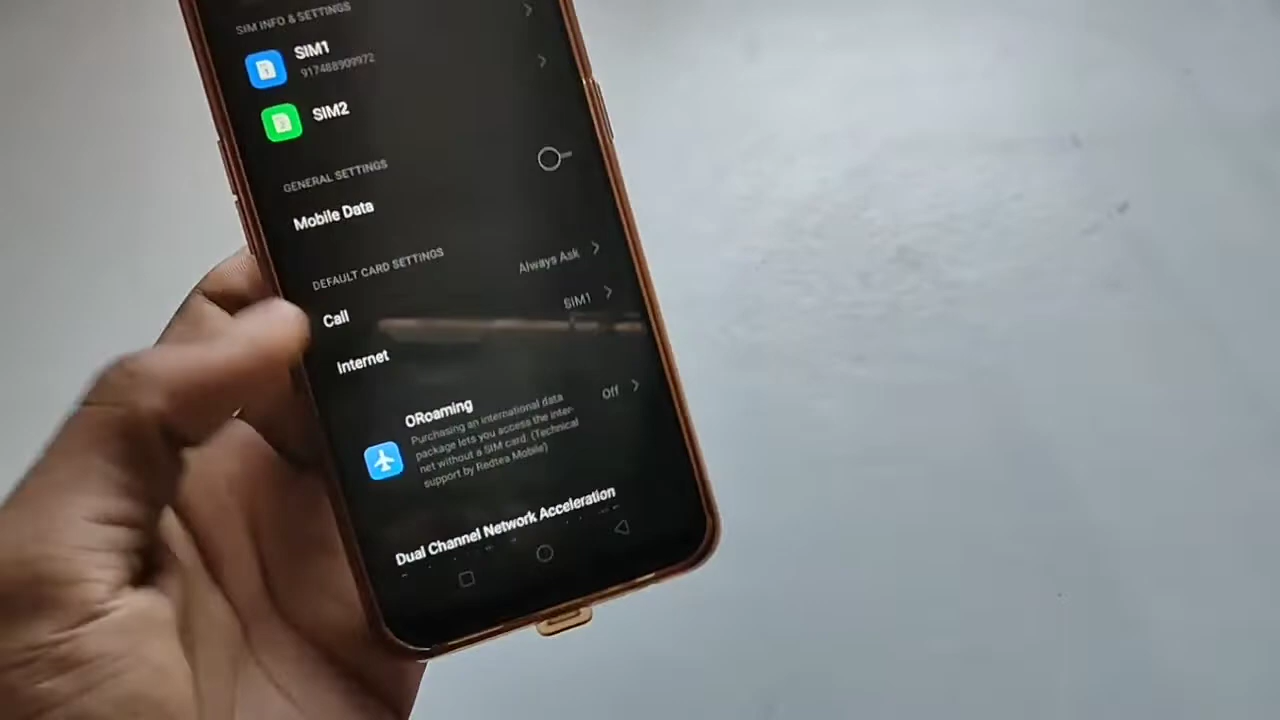 SIM INFO & SETTINGS
SIM1
917488909972
SIM2
GENERAL SETTINGS
Mobile Data
DEFAULT CARD SETTINGS
Call
Always Ask
Internet
SIM1
ORoaming
Off
Purchasing an international data
package lets you access the inter-
net without a SIM card. (Technical
support by Redtea Mobile)
Dual Channel Network Acceleration